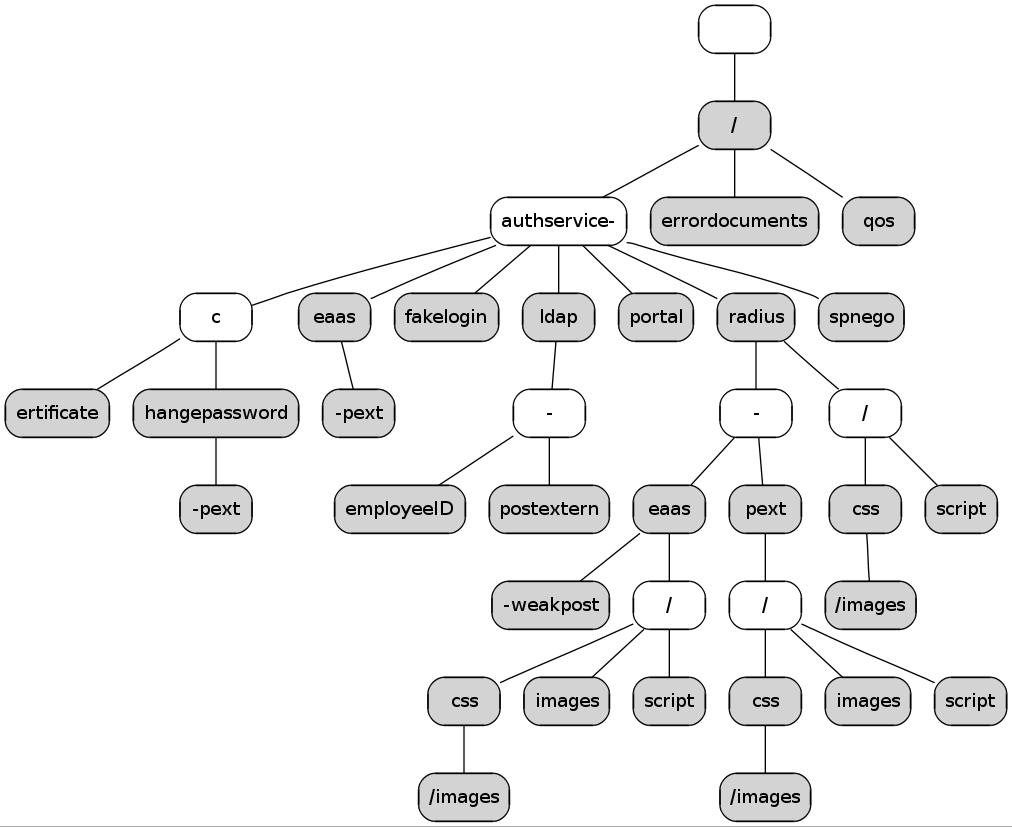 /
authservice-
errordocuments
qos
c
eaas
fakelogin
ldap
portal
radius
spnego
ertificate
hangepassword
-pext
-
-
/
-pext
employeeID
postextern
eaas
pext
css
script
-weakpost
/
/
/images
css
images
script
css
images
script
/images
/images